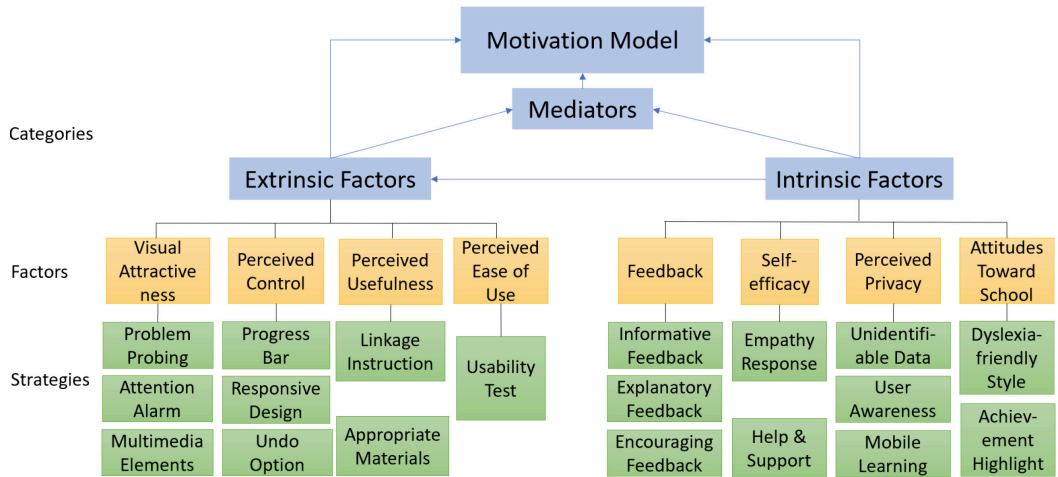 Motivation Model
Mediators
Categories
Extrinsic Factors
Intrinsic Factors
Factors
Visual
Attractive
ness
Perceived
Control
Perceived
Usefulness
Perceived
Ease of
Use
Feedback
Self-
efficacy
Perceived
Privacy
Attitudes
Toward
School
Strategies
Problem
Probing
Attention
Alarm
Multimedia
Elements
Progress
Bar
Responsive
Design
Undo
Option
Linkage
Instruction
Appropriate
Materials
Usability
Test
Informative
Feedback
Explanatory
Feedback
Encouraging
Feedback
Empathy
Response
Help &
Support
Unidentifi-
able Data
User
Awareness
Mobile
Learning
Dyslexia-
friendly
Style
Achiev-
ement
Highlight